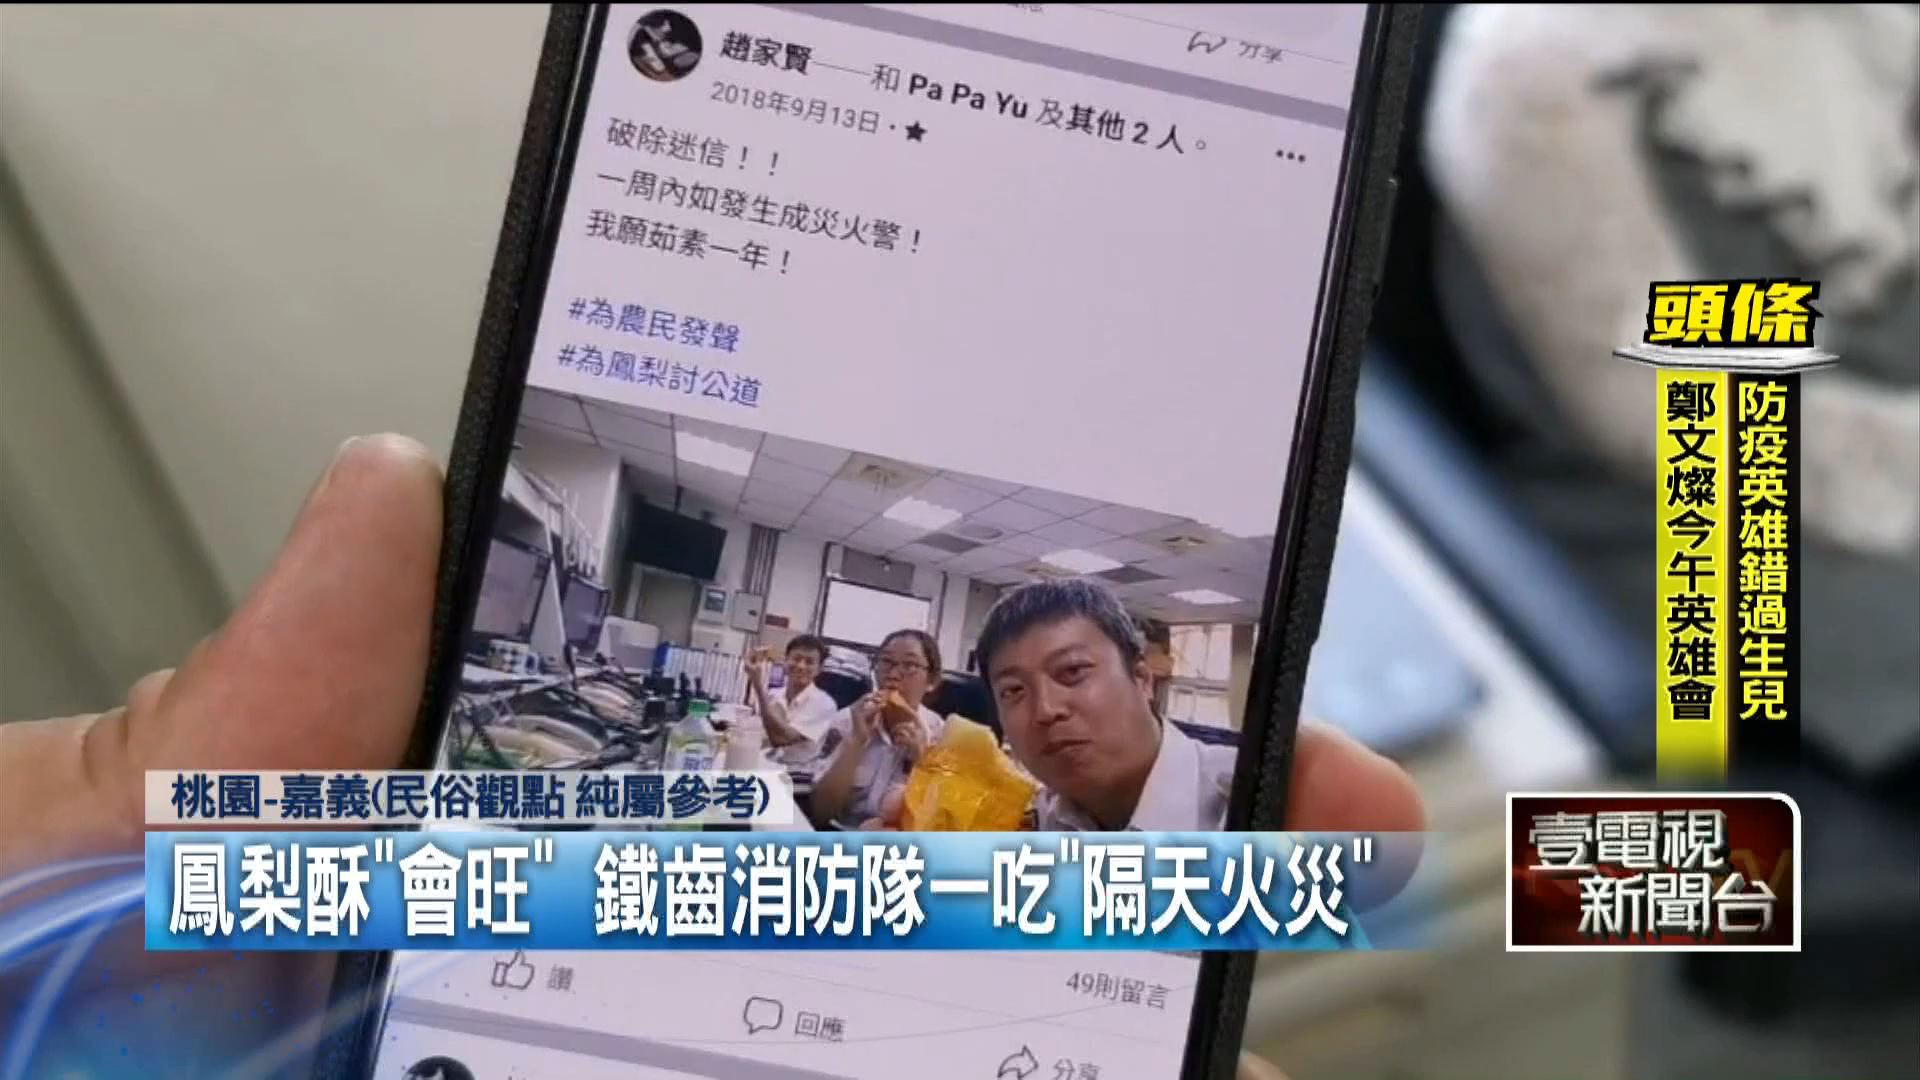 應
分享
趙家賢——和 Pa Pa Yu 及其他 2 人。
2018年9月13日 · ★
破除迷信！！
一周內如發生成災火警！
我願茹素一年！
#為農民發聲
#為鳳梨討公道
頭條
防疫英雄錯過生兒
鄭文燦今午英雄會
桃園-嘉義(民俗觀點 純屬參考)
鳳梨酥"會旺" 鐵齒消防隊一吃"隔天火災"
壹電視
新聞台
讚
49則留言
回應
分享